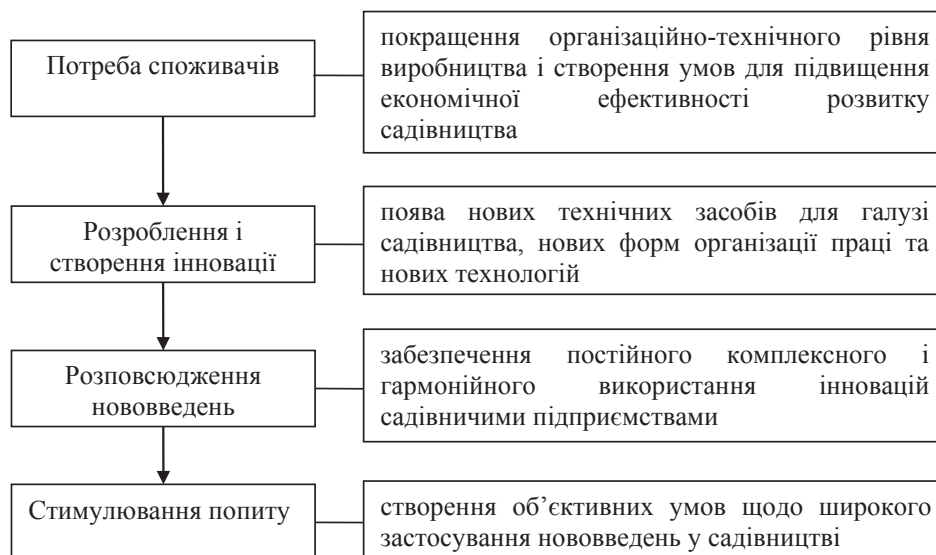 Потреба споживачів
покращення організаційно-технічного рівня
виробництва і створення умов для підвищення
економічної ефективності розвитку
садівництва
Розроблення і
створення інновації
поява нових технічних засобів для галузі
садівництва, нових форм організації праці та
нових технологій
Розповсюдження
нововведень
забезпечення постійного комплексного і
гармонійного використання інновацій
садівничими підприємствами
Стимулювання попиту
створення об’єктивних умов щодо широкого
застосування нововведень у садівництві